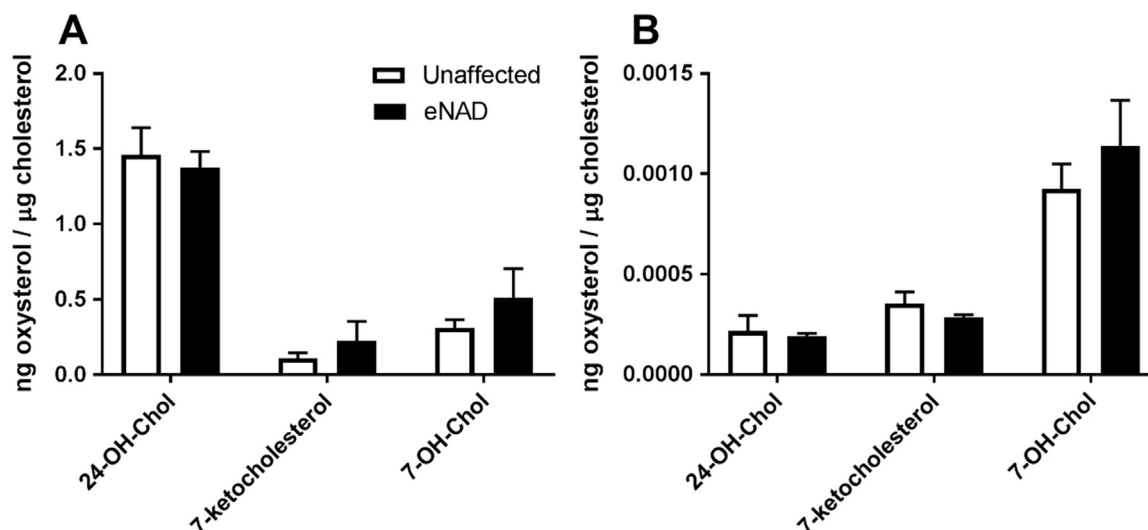 A
ng oxysterol / µg cholesterol
2.0
1.5
1.0
0.5
0.0
Unaffected
eNAD
24-OH-Chol
7-ketocholesterol
7-OH-Chol
B
ng oxysterol / µg cholesterol
0.0015
0.0010
0.0005
0.0000
24-OH-Chol
7-ketocholesterol
7-OH-Chol